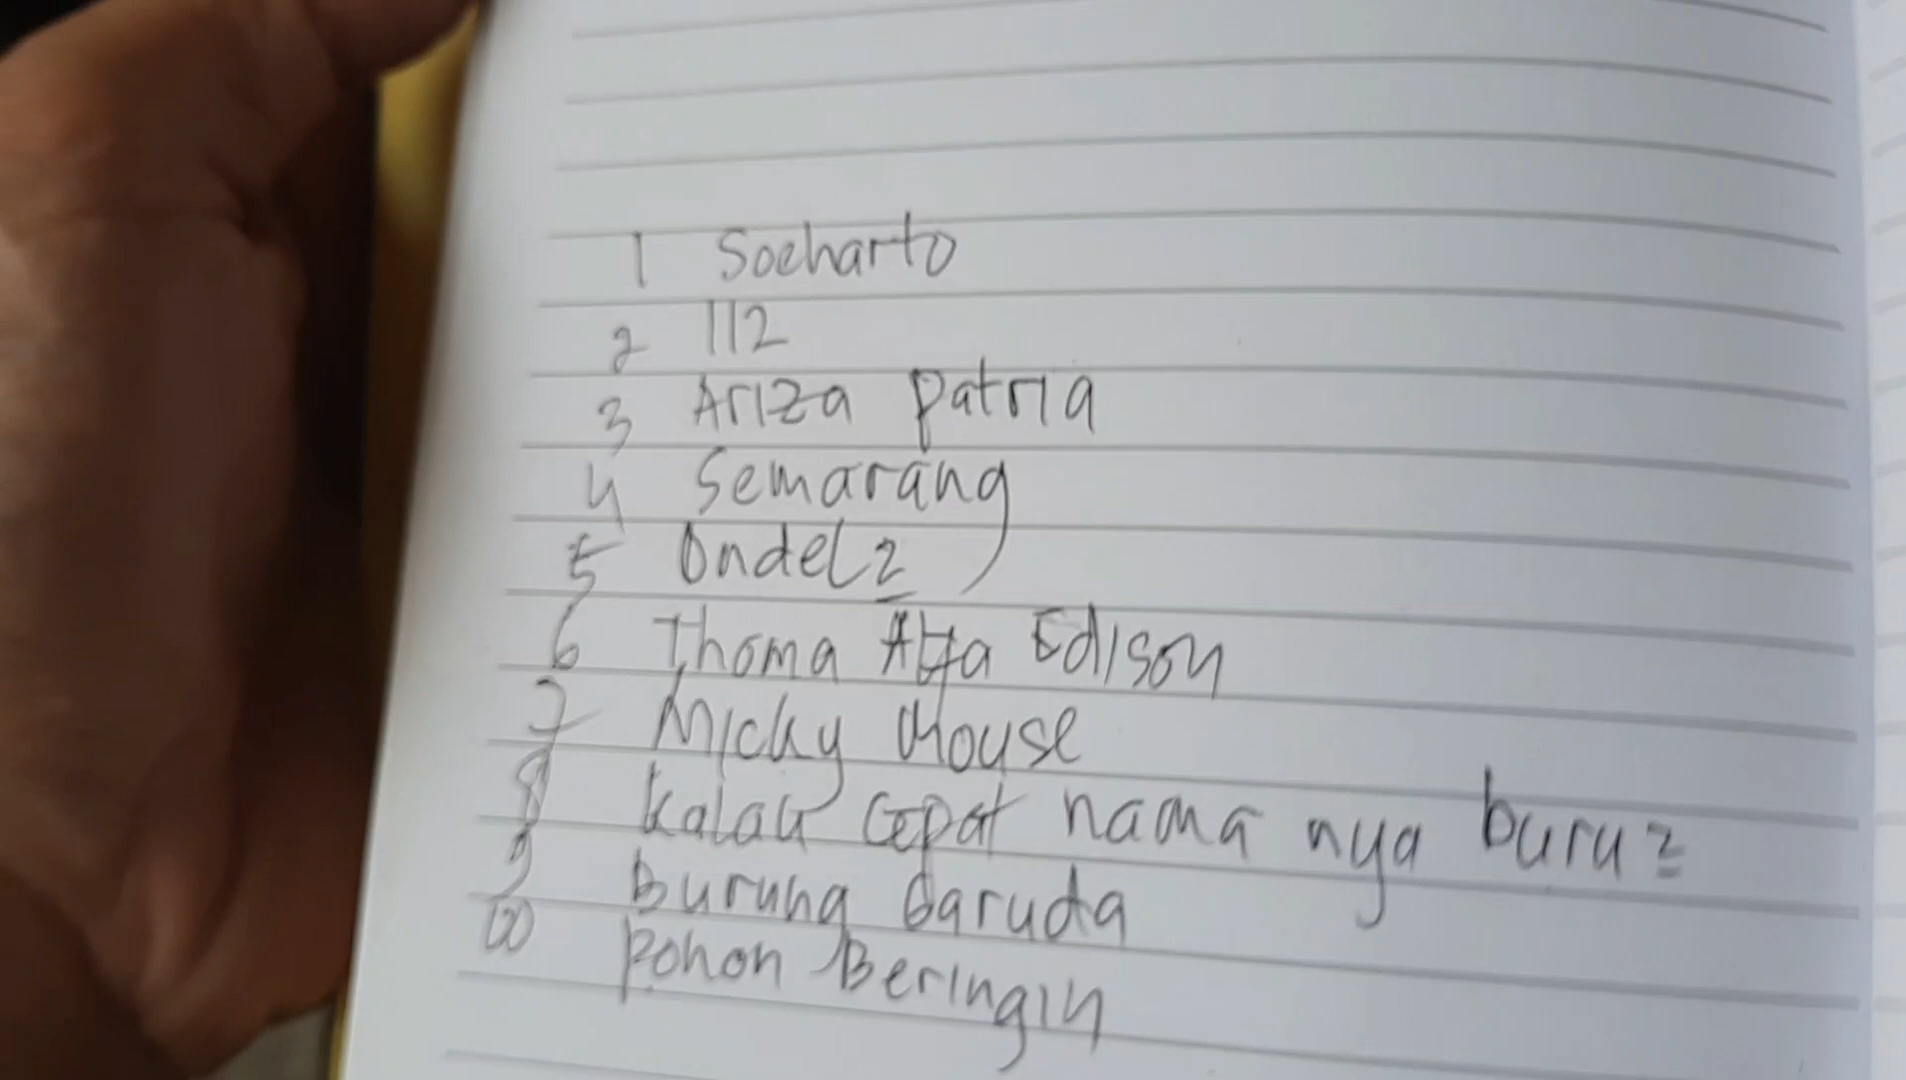 1 Soeharto
2 112
3 Ariza patria
4 Semarang
5 Ondel2
6 Thoma Alfa Edison
7 Micky Mouse
8 kalau cepat nama nya buru2
9 Burung Garuda
10 Pohon Beringin